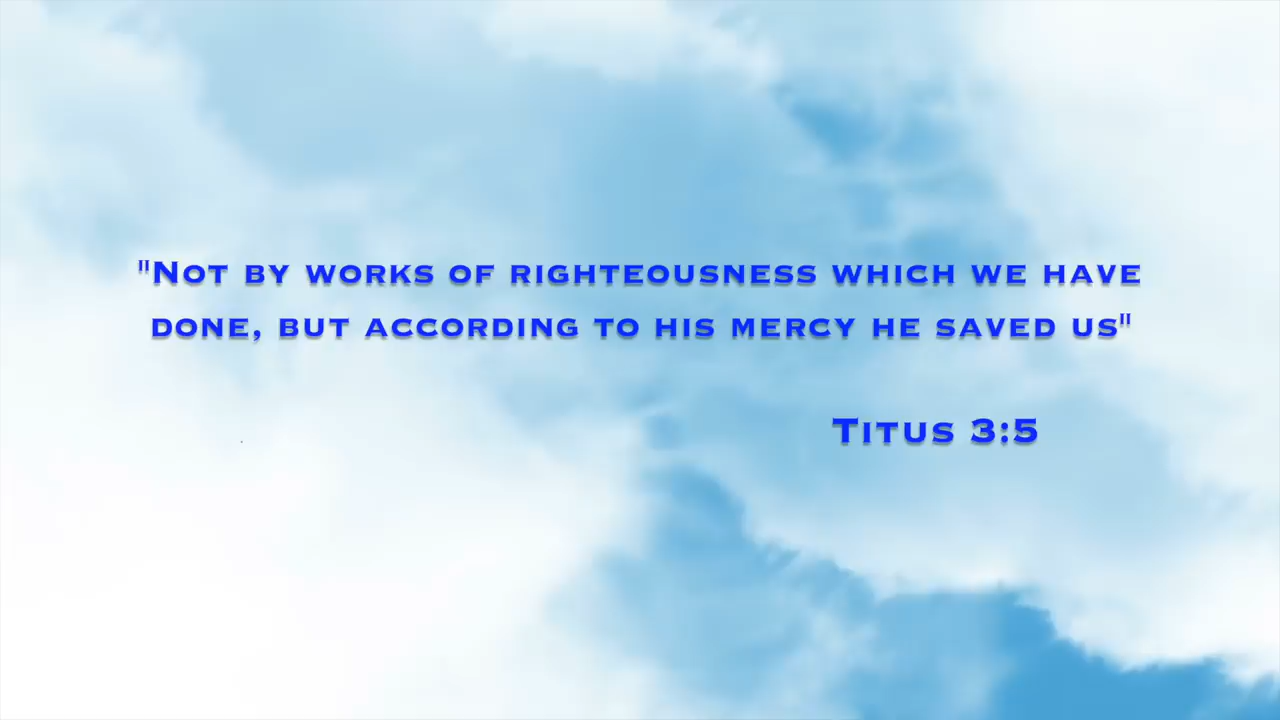 "Not by works of righteousness which we have
done, but according to his mercy he saved us"
Titus 3:5